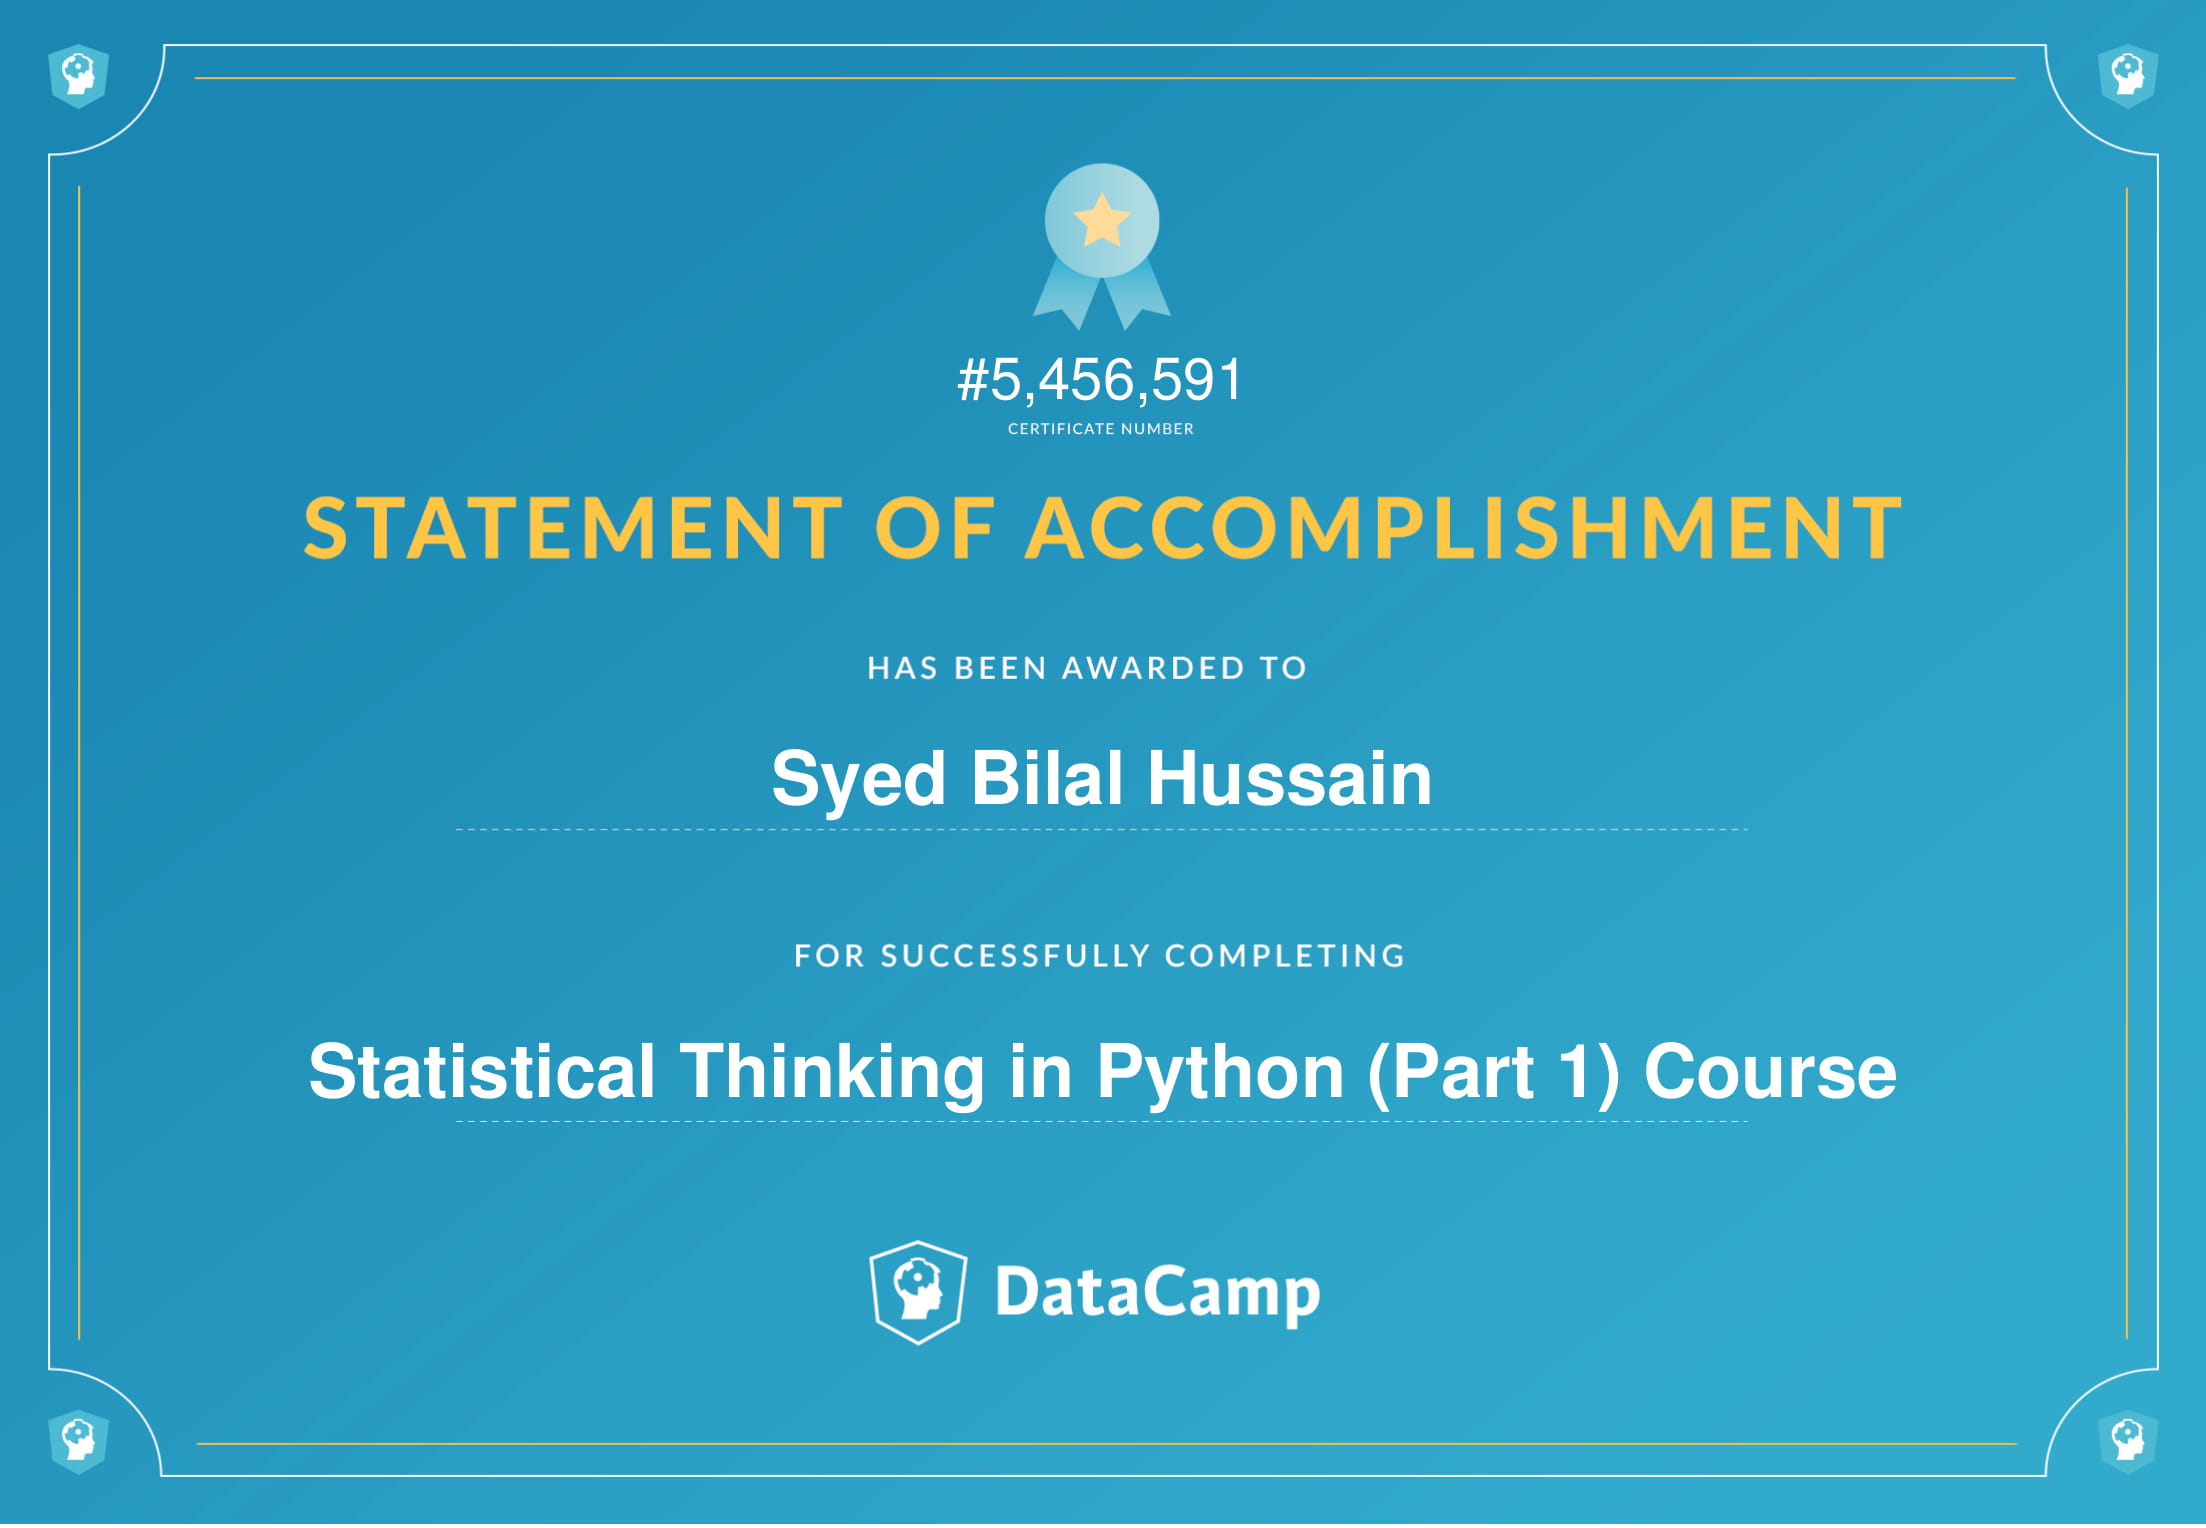 #5,456,591
CERTIFICATE NUMBER
STATEMENT OF ACCOMPLISHMENT
HAS BEEN AWARDED TO
Syed Bilal Hussain
FOR SUCCESSFULLY COMPLETING
Statistical Thinking in Python (Part 1) Course
DataCamp